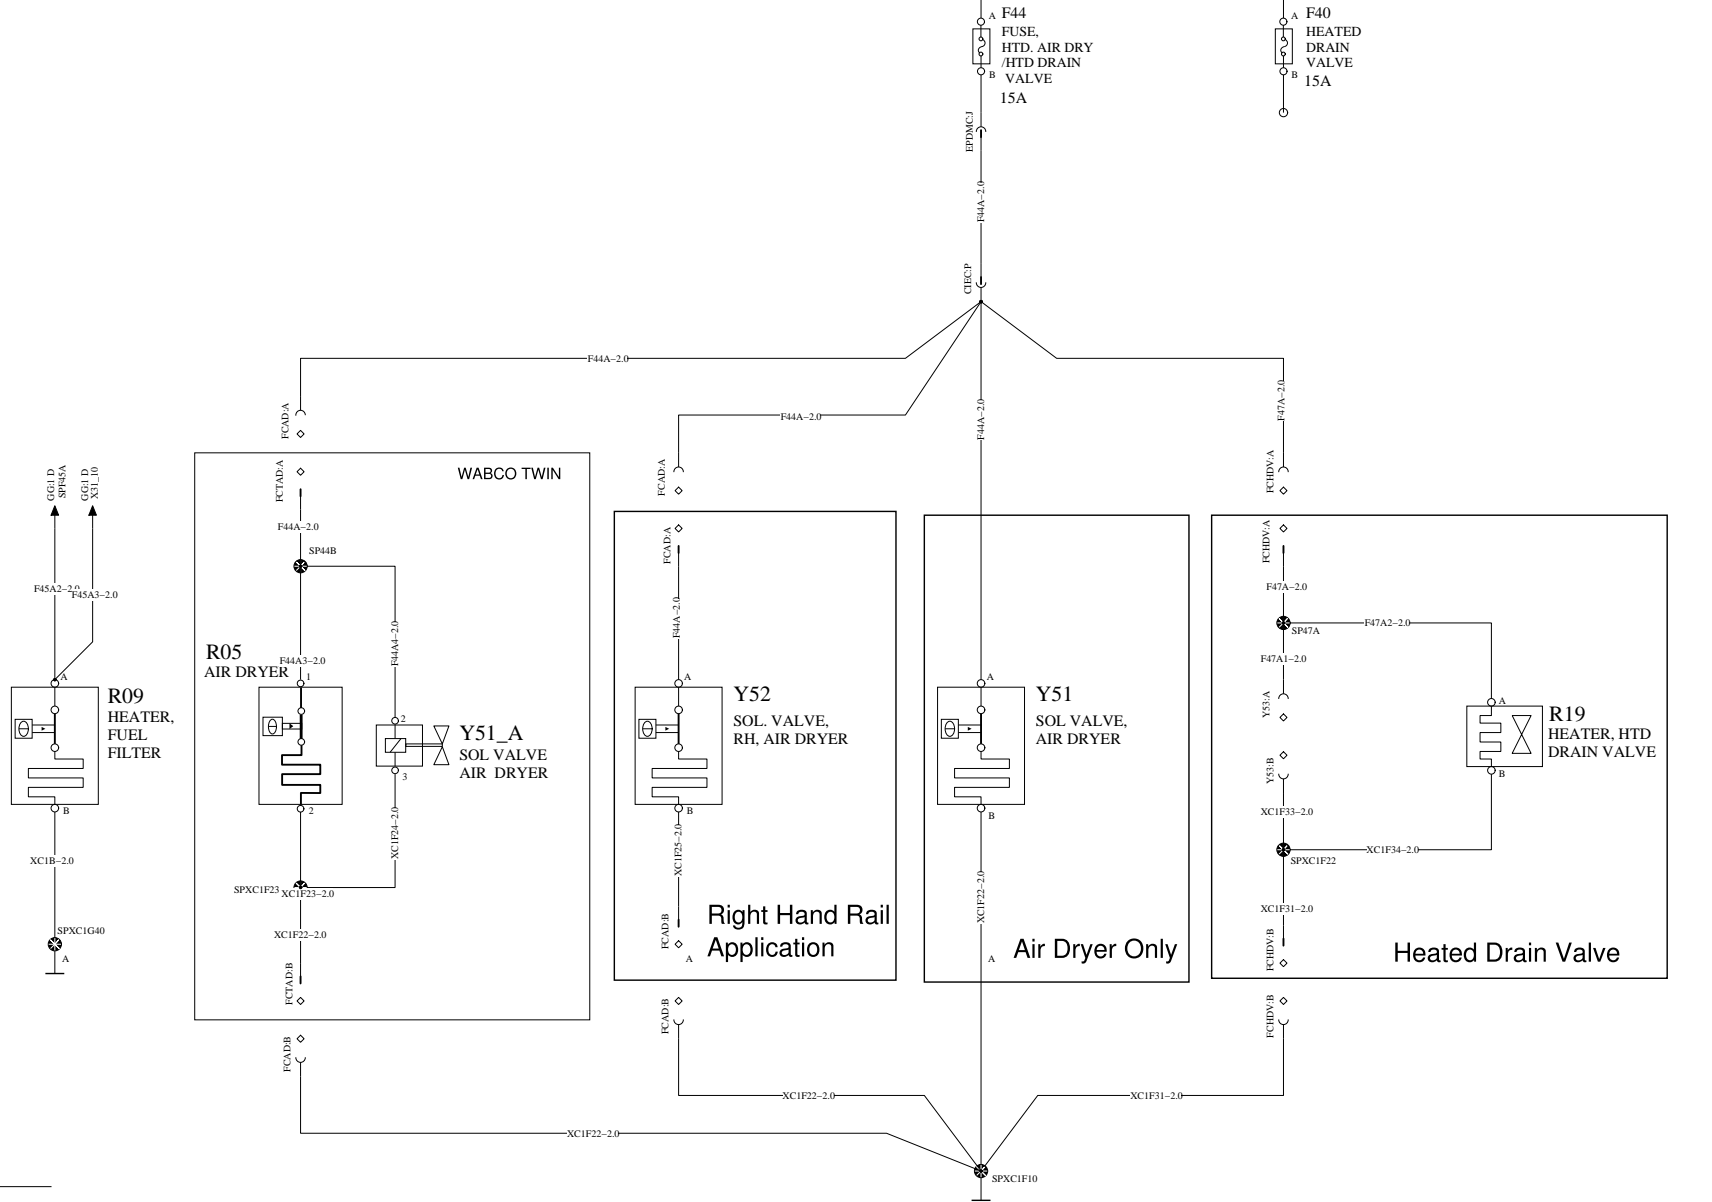 A F44
FUSE,
HTD. AIR DRY
/HTD DRAIN
VALVE
B
15A
A F40
HEATED
DRAIN
VALVE
B
15A
EPDMC:J
F44A-2.0
CIEC:P
F44A-2.0
F44A-2.0
F44A-2.0
F47A-2.0
FCAD:A
FCAD:A
FCHDV:A
GG:1 D
SPF45A
GG:1 D
X31_10
F45A2-2.0
F45A3-2.0
A
R09
HEATER,
FUEL
FILTER
B
XC1B-2.0
SPXC1G40
A
WABCO TWIN
FCTAD:A
F44A-2.0
SP44B
F44A4-2.0
R05
AIR DRYER
F44A3-2.0
1
2
2
Y51_A
SOL VALVE
AIR DRYER
3
XC1F24-2.0
SPXC1F23
XC1F23-2.0
XC1F22-2.0
FCTAD:B
FCAD:B
FCAD:A
F44A-2.0
A
Y52
SOL. VALVE,
RH, AIR DRYER
B
XC1F25-2.0
FCAD:B
A
Right Hand Rail
Application
FCAD:B
A
Y51
SOL VALVE,
AIR DRYER
B
XC1F22-2.0
A
Air Dryer Only
FCHDV:A
F47A-2.0
SP47A
F47A2-2.0
F47A1-2.0
Y53:A
Y53:B
A
R19
HEATER, HTD
DRAIN VALVE
B
XC1F33-2.0
SPXC1F22
XC1F34-2.0
XC1F31-2.0
FCHDV:B
Heated Drain Valve
FCHDV:B
XC1F22-2.0
XC1F31-2.0
XC1F22-2.0
SPXC1F10